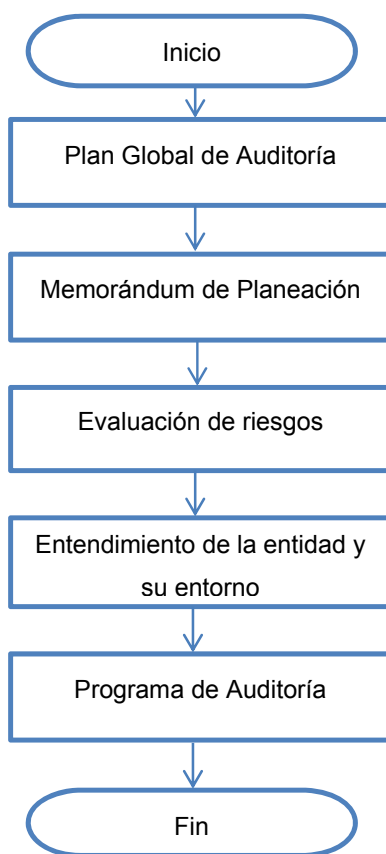 Inicio
Plan Global de Auditoría
Memorándum de Planeación
Evaluación de riesgos
Entendimiento de la entidad y
su entorno
Programa de Auditoría
Fin